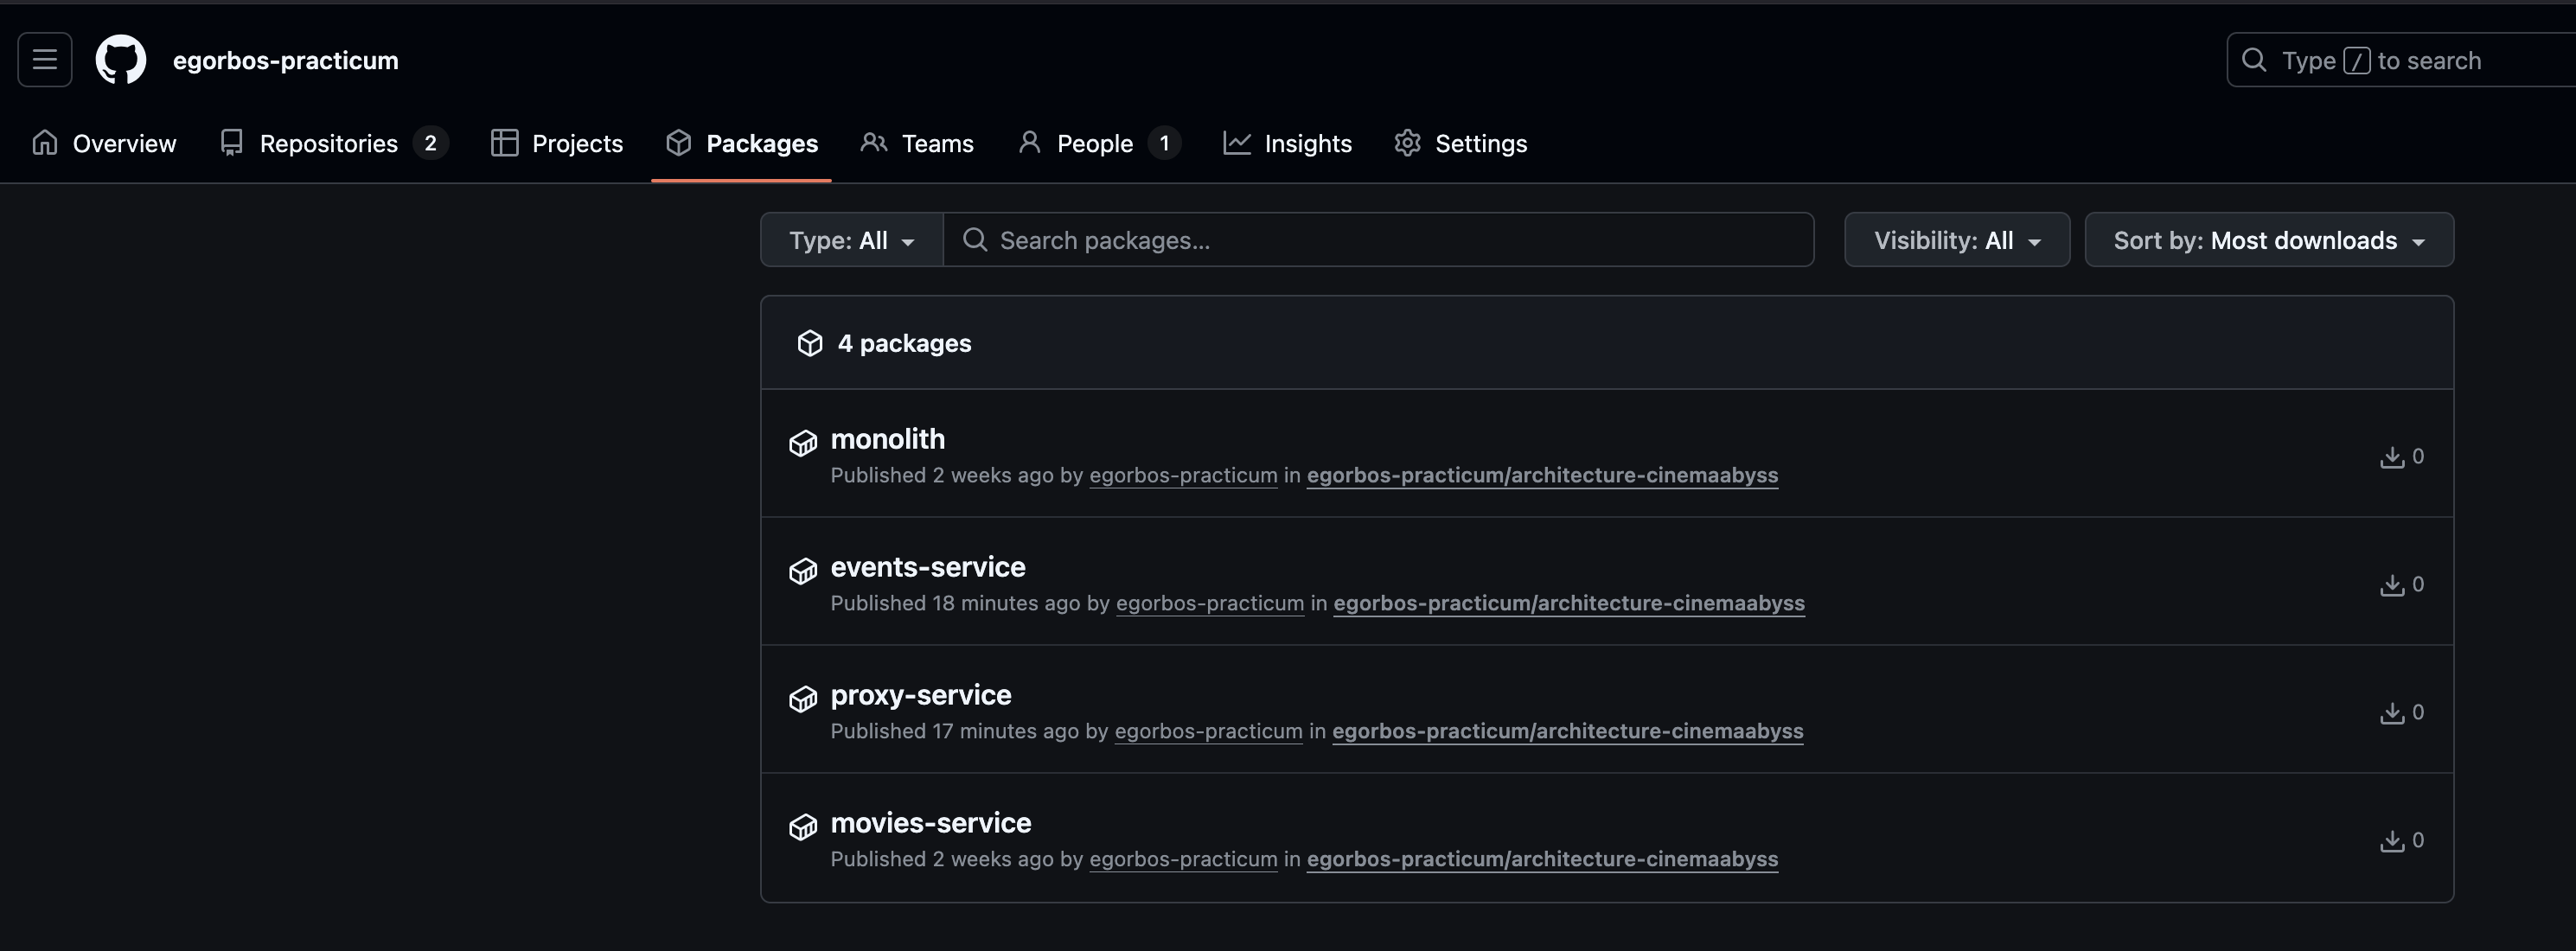 egorbos-practicum
Type / to search
Overview Repositories 2 Projects Packages Teams People 1 Insights Settings
Type: All Search packages... Visibility: All Sort by: Most downloads
4 packages
monolith
Published 2 weeks ago by egorbos-practicum in egorbos-practicum/architecture-cinemaabyss
0
events-service
Published 18 minutes ago by egorbos-practicum in egorbos-practicum/architecture-cinemaabyss
0
proxy-service
Published 17 minutes ago by egorbos-practicum in egorbos-practicum/architecture-cinemaabyss
0
movies-service
Published 2 weeks ago by egorbos-practicum in egorbos-practicum/architecture-cinemaabyss
0